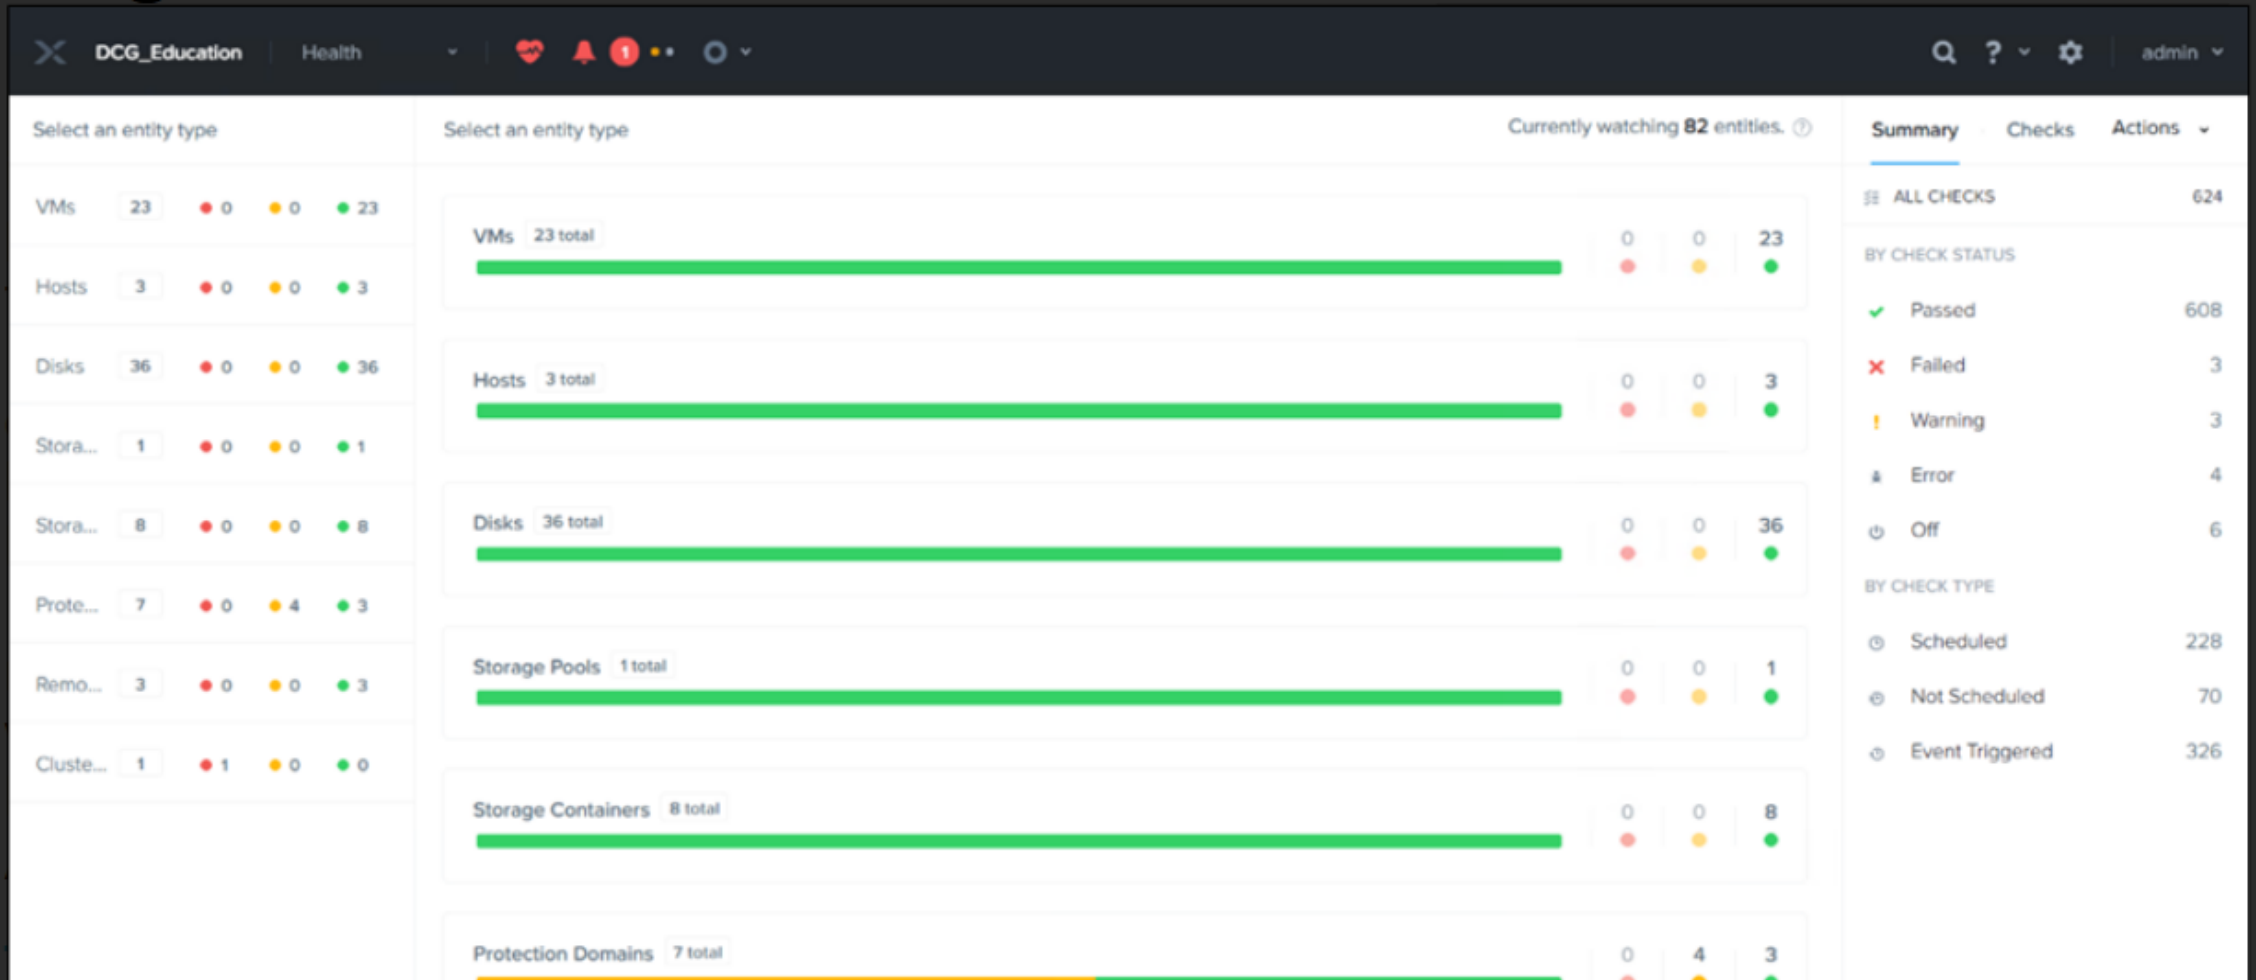 DCG_Education Health 1 ? admin
Select an entity type
VMs 23 0 0 23
Hosts 3 0 0 3
Disks 36 0 0 36
Stora... 1 0 0 1
Stora... 8 0 0 8
Prote... 7 0 4 3
Remo... 3 0 0 3
Cluste... 1 1 0 0
Select an entity type
Currently watching 82 entities. ?
VMs 23 total 0 0 23
Hosts 3 total 0 0 3
Disks 36 total 0 0 36
Storage Pools 1 total 0 0 1
Storage Containers 8 total 0 0 8
Protection Domains 7 total 0 4 3
Summary Checks Actions
ALL CHECKS 624
BY CHECK STATUS
Passed 608
Failed 3
Warning 3
Error 4
Off 6
BY CHECK TYPE
Scheduled 228
Not Scheduled 70
Event Triggered 326